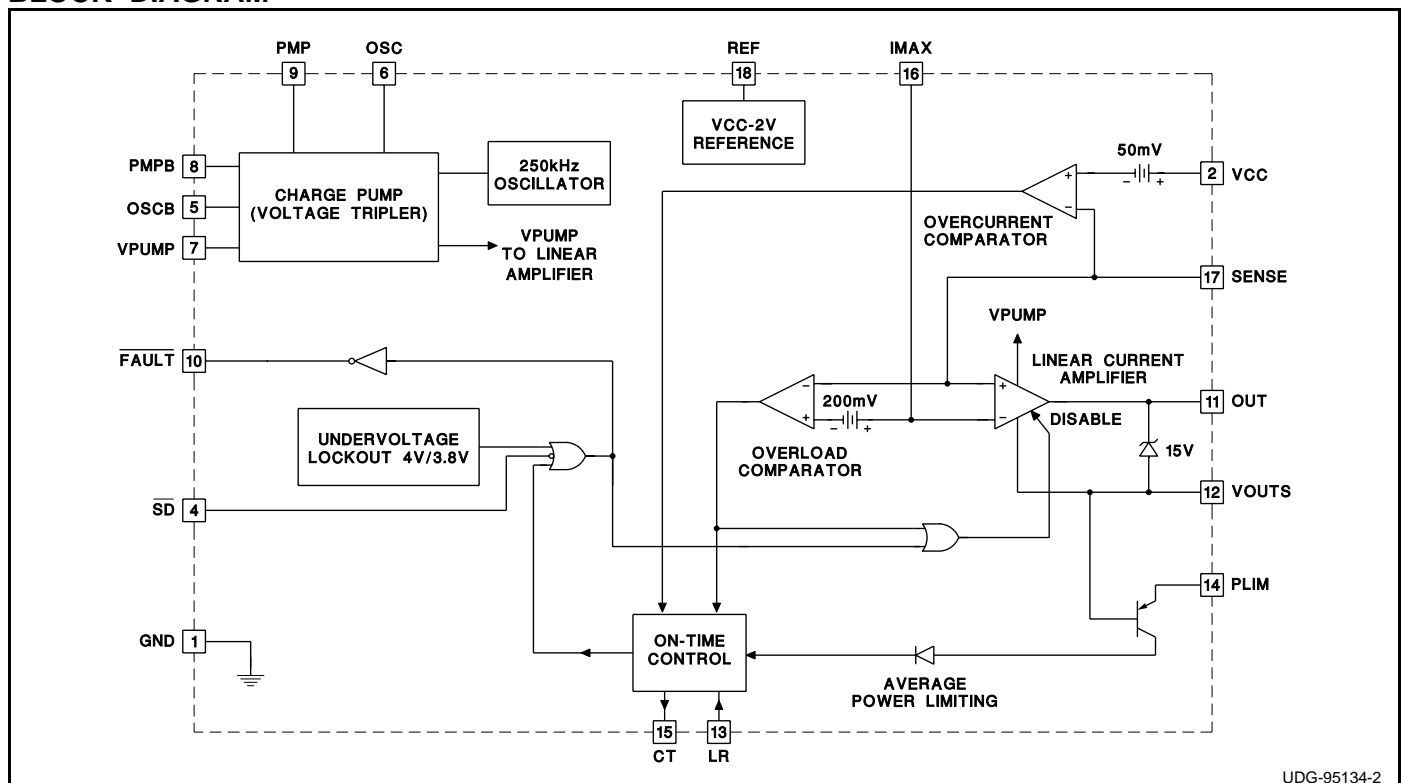 BLOCK DIAGRAM
PMP
OSC
REF
IMAX
9
6
18
16
VCC-2V
REFERENCE
PMPB
8
OSCB
5
VPUMP
7
CHARGE PUMP
(VOLTAGE TRIPLER)
250kHz
OSCILLATOR
VPUMP
TO LINEAR
AMPLIFIER
50mV
- +
2
VCC
+
-
OVERCURRENT
COMPARATOR
17
SENSE
VPUMP
FAULT
10
LINEAR CURRENT
AMPLIFIER
-
+
200mV
- +
+
-
DISABLE
11
OUT
OVERLOAD
COMPARATOR
15V
UNDERVOLTAGE
LOCKOUT 4V/3.8V
12
VOUTS
SD
4
14
PLIM
GND
1
ON-TIME
CONTROL
AVERAGE
POWER LIMITING
15
13
CT
LR
UDG-95134-2